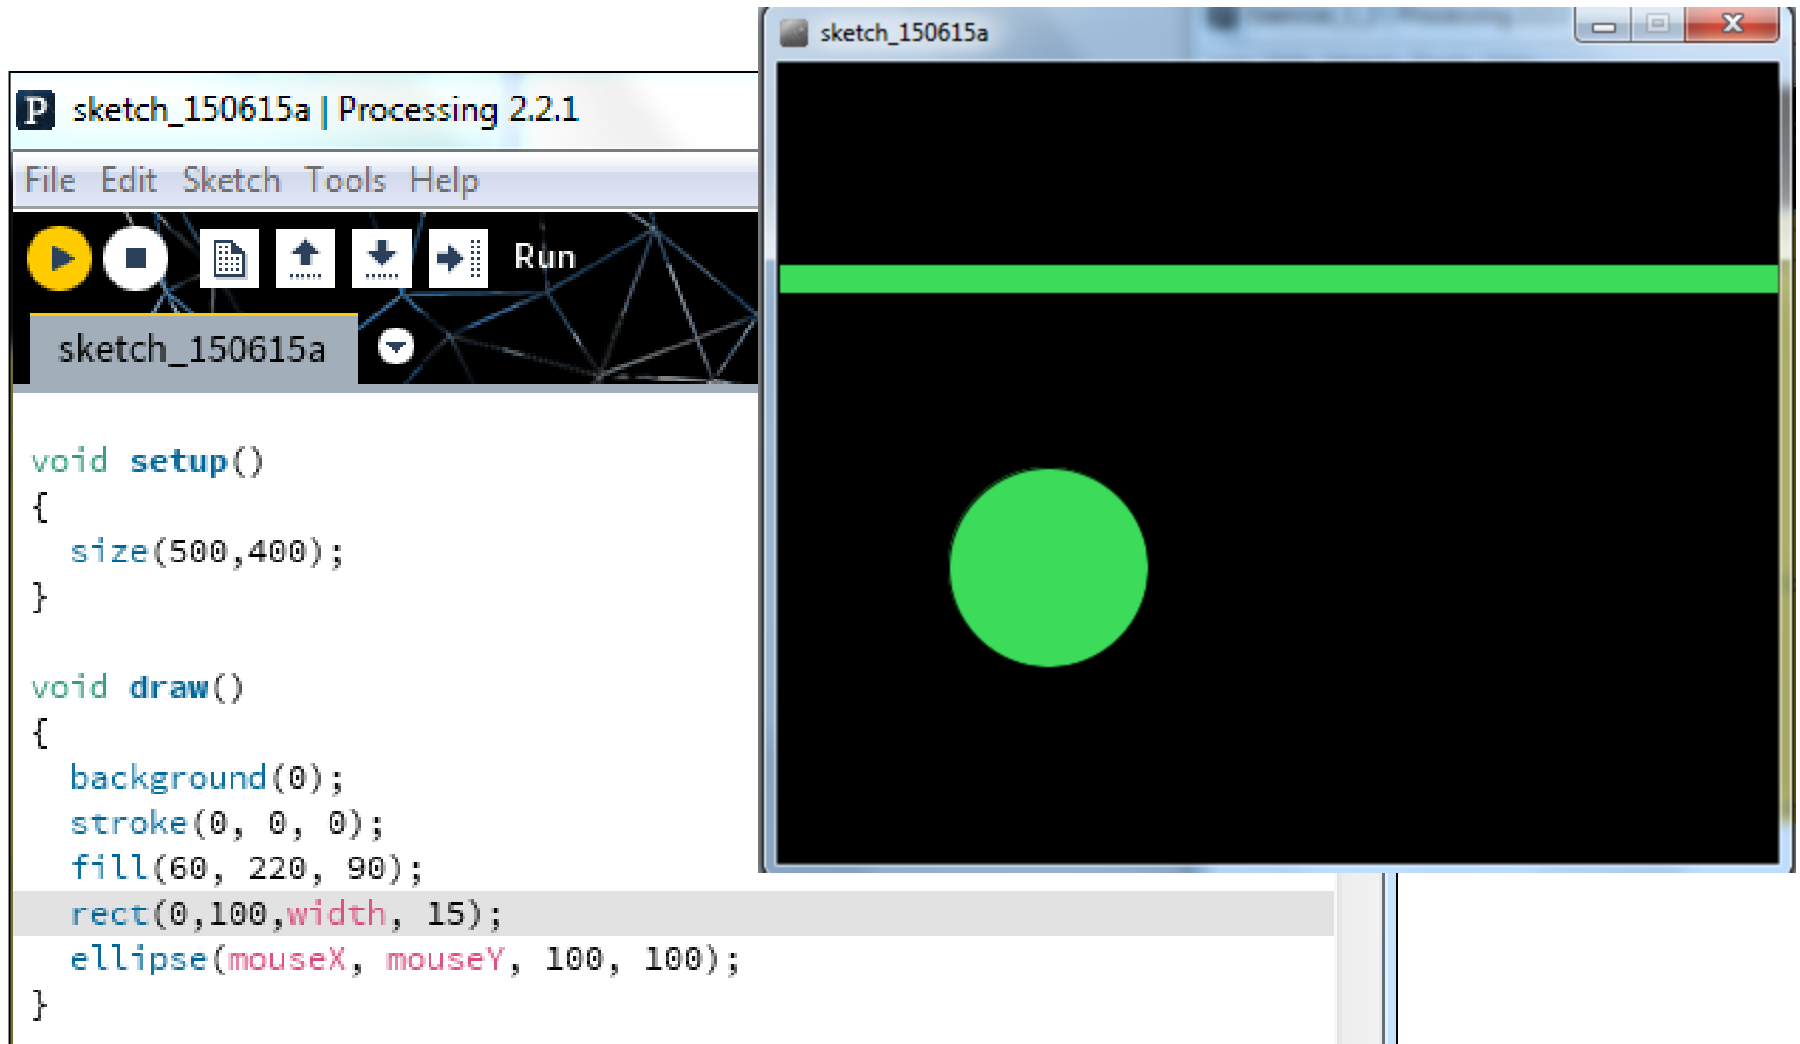 sketch_150615a
sketch_150615a | Processing 2.2.1
File Edit Sketch Tools Help
Run
sketch_150615a
void setup()
{
  size(500,400);
}
void draw()
{
  background(0);
  stroke(0, 0, 0);
  fill(60, 220, 90);
  rect(0,100,width, 15);
  ellipse(mouseX, mouseY, 100, 100);
}